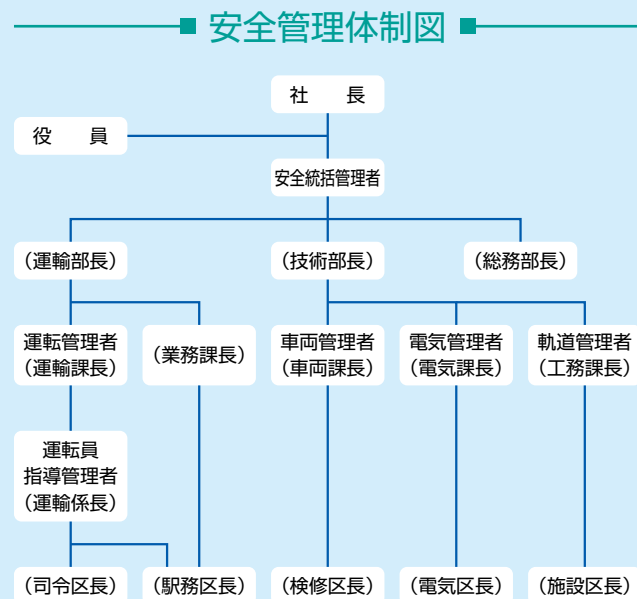 安全管理体制図
社　　長
役　　員
安全統括管理者
（運輸部長）
（技術部長）
（総務部長）
運転管理者
（運輸課長）
（業務課長）
車両管理者
（車両課長）
電気管理者
（電気課長）
軌道管理者
（工務課長）
運転員
指導管理者
（運輸係長）
（司令区長）
（駅務区長）
（検修区長）
（電気区長）
（施設区長）